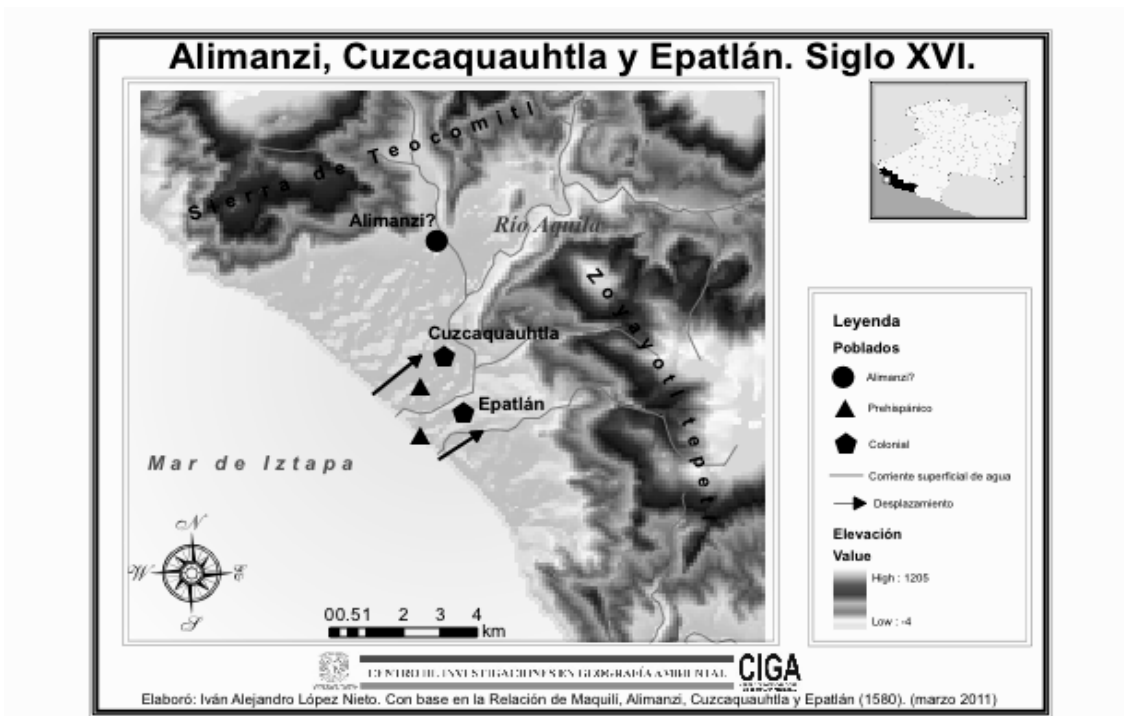 Alimanzi, Cuzcaquauhtla y Epatlán. Siglo XVI.
Sierra de Teocomitl
Alimanzi?
Río Aquila
Zoyayotl tepetl
Cuzcaquauhtla
Epatlán
Mar de Iztapa
N
W
E
S
00.51 2 3 4
km
Leyenda
Poblados
Alimanzi?
Prehispánico
Colonial
Corriente superficial de agua
Desplazamiento
Elevación
Value
High : 1205
Low : -4
CENTRO DE INVESTIGACIONES EN GEOGRAFÍA AMBIENTAL
CIGA
Elaboró: Iván Alejandro López Nieto. Con base en la Relación de Maquilí, Alimanzi, Cuzcaquauhtla y Epatlán (1580). (marzo 2011)